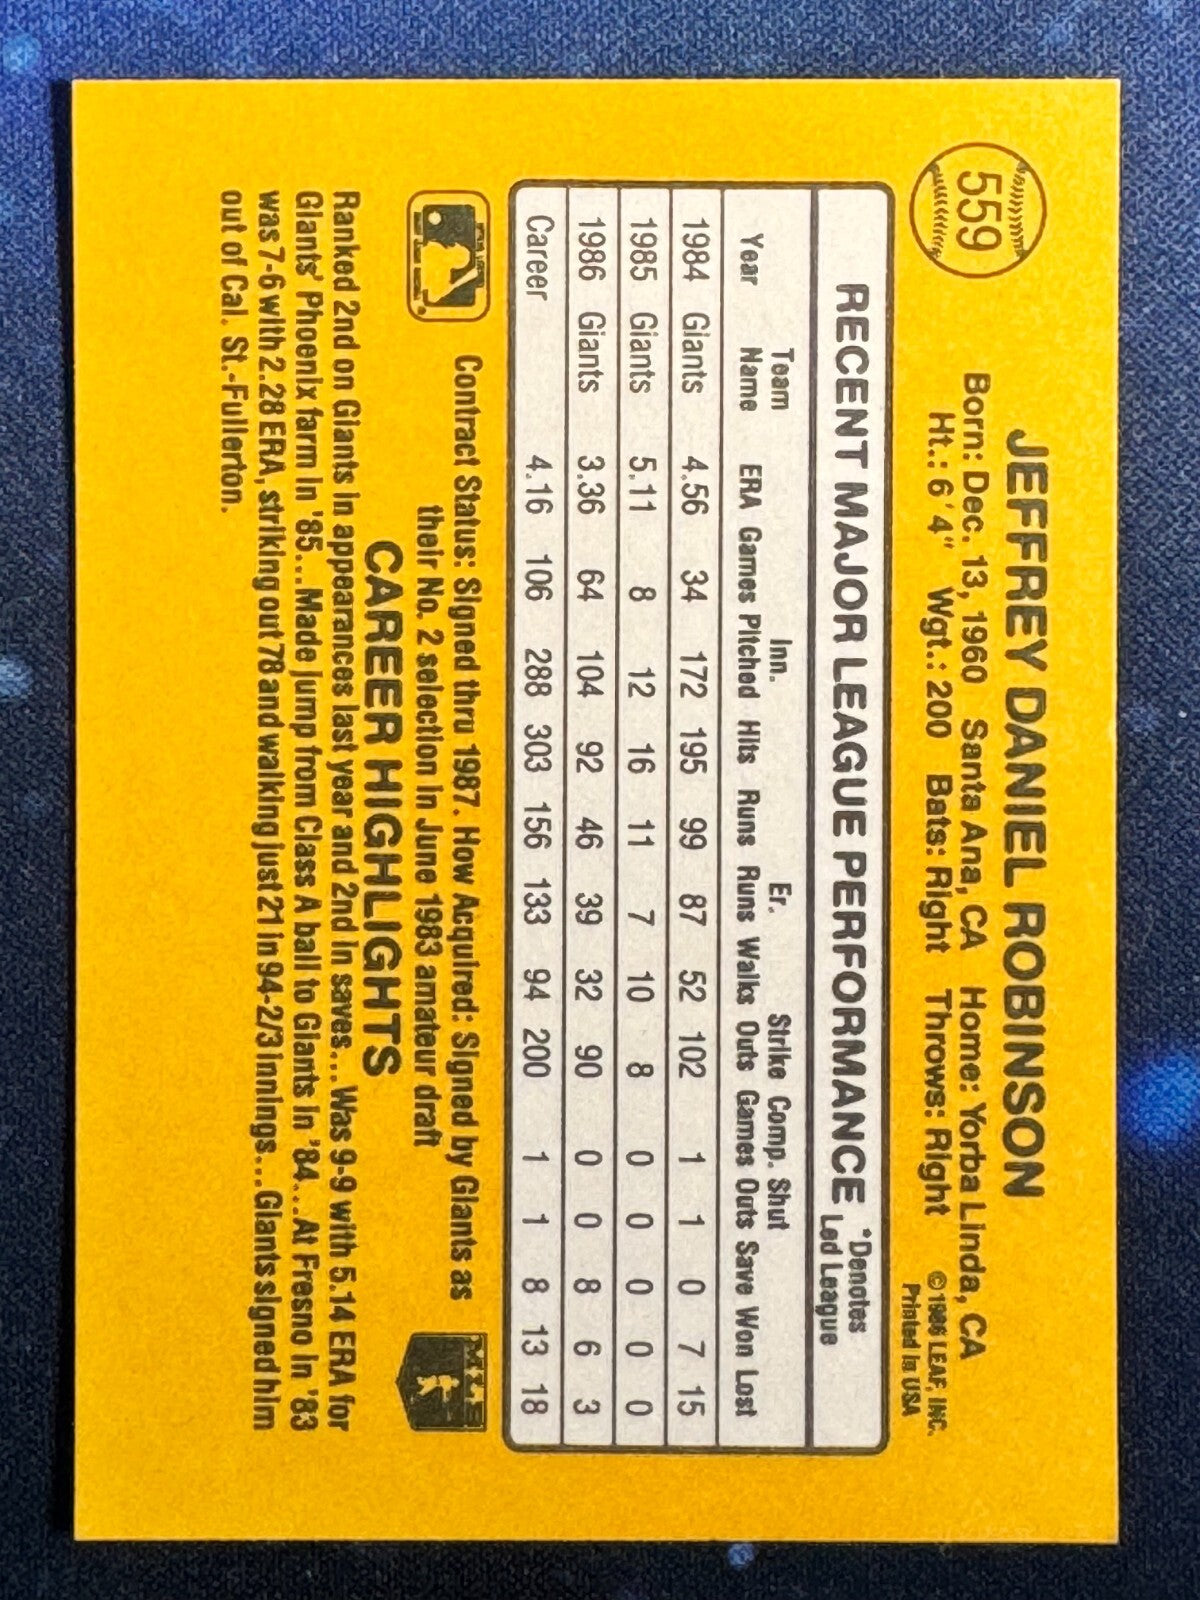 559
JEFFREY DANIEL ROBINSON
Born: Dec. 13, 1960 Santa Ana, CA Home: Yorba Linda, CA
Ht.: 6'4" Wgt.: 200 Bats: Right Throws: Right
©1986 LEAF, INC.
Printed in USA
RECENT MAJOR LEAGUE PERFORMANCE
*Denotes
Led League
Team Inn. Er. Strike Comp. Shut
Year Name ERA Games Pitched Hits Runs Runs Walks Outs Games Outs Save Won Lost
1984 Giants 4.56 34 172 195 99 87 52 102 1 1 0 7 15
1985 Giants 5.11 8 12 16 11 7 10 8 0 0 0 0 0
1986 Giants 3.36 64 104 92 46 39 32 90 0 0 8 6 3
Career 4.16 106 288 303 156 133 94 200 1 1 8 13 18
Contract Status: Signed thru 1987. How Acquired: Signed by Giants as
their No. 2 selection in June 1983 amateur draft
MLB
CAREER HIGHLIGHTS
Ranked 2nd on Giants in appearances last year and 2nd in saves... Was 9-9 with 5.14 ERA for
Giants' Phoenix farm in '85...Made jump from Class A ball to Giants in '84...At Fresno in '83
was 7-6 with 2.28 ERA, striking out 78 and walking just 21 in 94-2/3 innings...Giants signed him
out of Cal. St.-Fullerton.